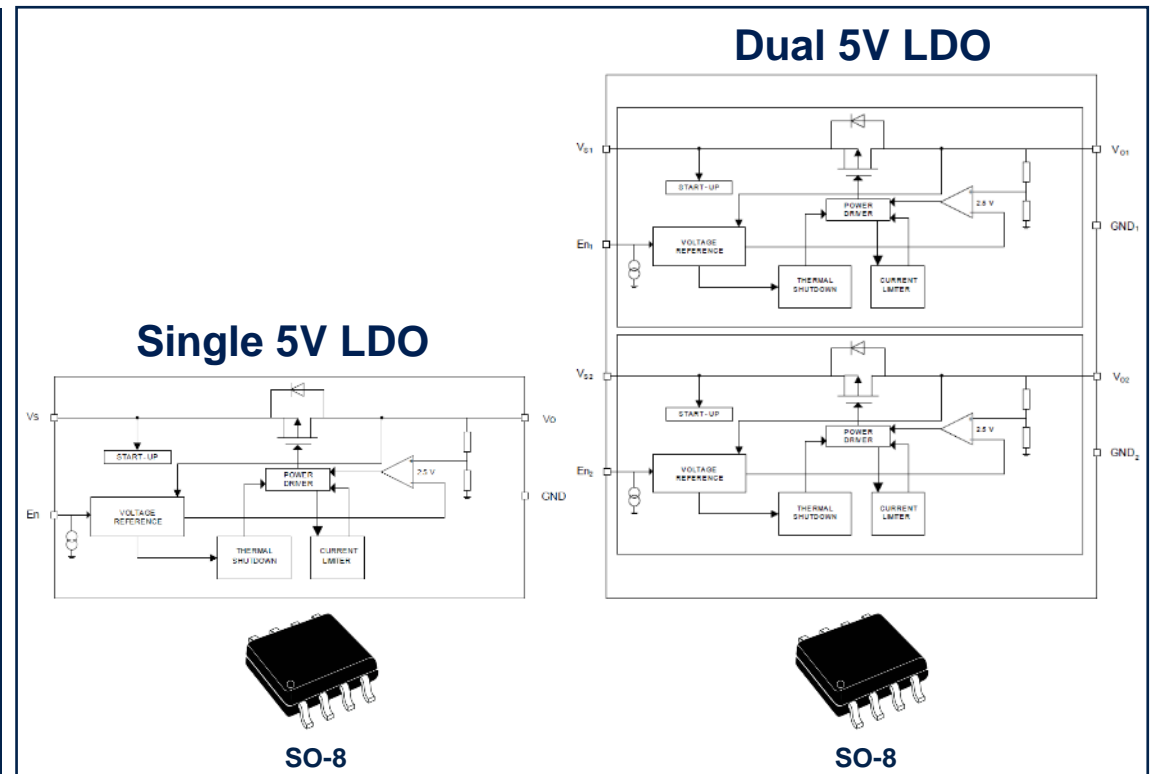 Dual 5V LDO
VS1
VO1
START-UP
POWER
DRIVER
2.5 V
GND1
En1
VOLTAGE
REFERENCE
THERMAL
SHUTDOWN
CURRENT
LIMITER
Single 5V LDO
Vs
Vo
START-UP
POWER
DRIVER
2.5 V
GND
En
VOLTAGE
REFERENCE
THERMAL
SHUTDOWN
CURRENT
LIMITER
VS2
VO2
START-UP
POWER
DRIVER
2.5 V
GND2
En2
VOLTAGE
REFERENCE
THERMAL
SHUTDOWN
CURRENT
LIMITER
SO-8
SO-8